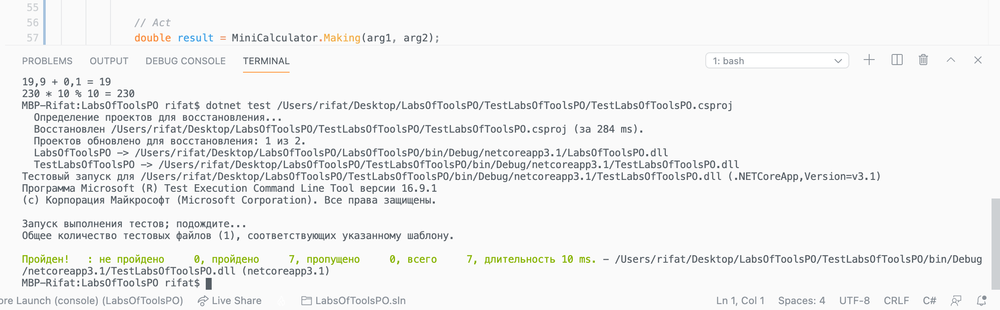 55
56 // Act
57 double result = MiniCalculator.Making(arg1, arg2);
PROBLEMS OUTPUT DEBUG CONSOLE TERMINAL 1: bash
19,9 + 0,1 = 19
230 * 10 % 10 = 230
MBP-Rifat:LabsOfToolsPO rifat$ dotnet test /Users/rifat/Desktop/LabsOfToolsPO/TestLabsOfToolsPO/TestLabsOfToolsPO.csproj
Определение проектов для восстановления...
Восстановлен /Users/rifat/Desktop/LabsOfToolsPO/TestLabsOfToolsPO/TestLabsOfToolsPO.csproj (за 284 ms).
Проектов обновлено для восстановления: 1 из 2.
LabsOfToolsPO -> /Users/rifat/Desktop/LabsOfToolsPO/LabsOfToolsPO/bin/Debug/netcoreapp3.1/LabsOfToolsPO.dll
TestLabsOfToolsPO -> /Users/rifat/Desktop/LabsOfToolsPO/TestLabsOfToolsPO/bin/Debug/netcoreapp3.1/TestLabsOfToolsPO.dll
Тестовый запуск для /Users/rifat/Desktop/LabsOfToolsPO/TestLabsOfToolsPO/bin/Debug/netcoreapp3.1/TestLabsOfToolsPO.dll (.NETCoreApp,Version=v3.1)
Программа Microsoft (R) Test Execution Command Line Tool версии 16.9.1
(c) Корпорация Майкрософт (Microsoft Corporation). Все права защищены.
Запуск выполнения тестов; подождите...
Общее количество тестовых файлов (1), соответствующих указанному шаблону.
Пройден! : не пройдено 0, пройдено 7, пропущено 0, всего 7, длительность 10 ms. - /Users/rifat/Desktop/LabsOfToolsPO/TestLabsOfToolsPO/bin/Debug
/netcoreapp3.1/TestLabsOfToolsPO.dll (netcoreapp3.1)
MBP-Rifat:LabsOfToolsPO rifat$
ore Launch (console) (LabsOfToolsPO) Live Share LabsOfToolsPO.sln Ln 1, Col 1 Spaces: 4 UTF-8 CRLF C#